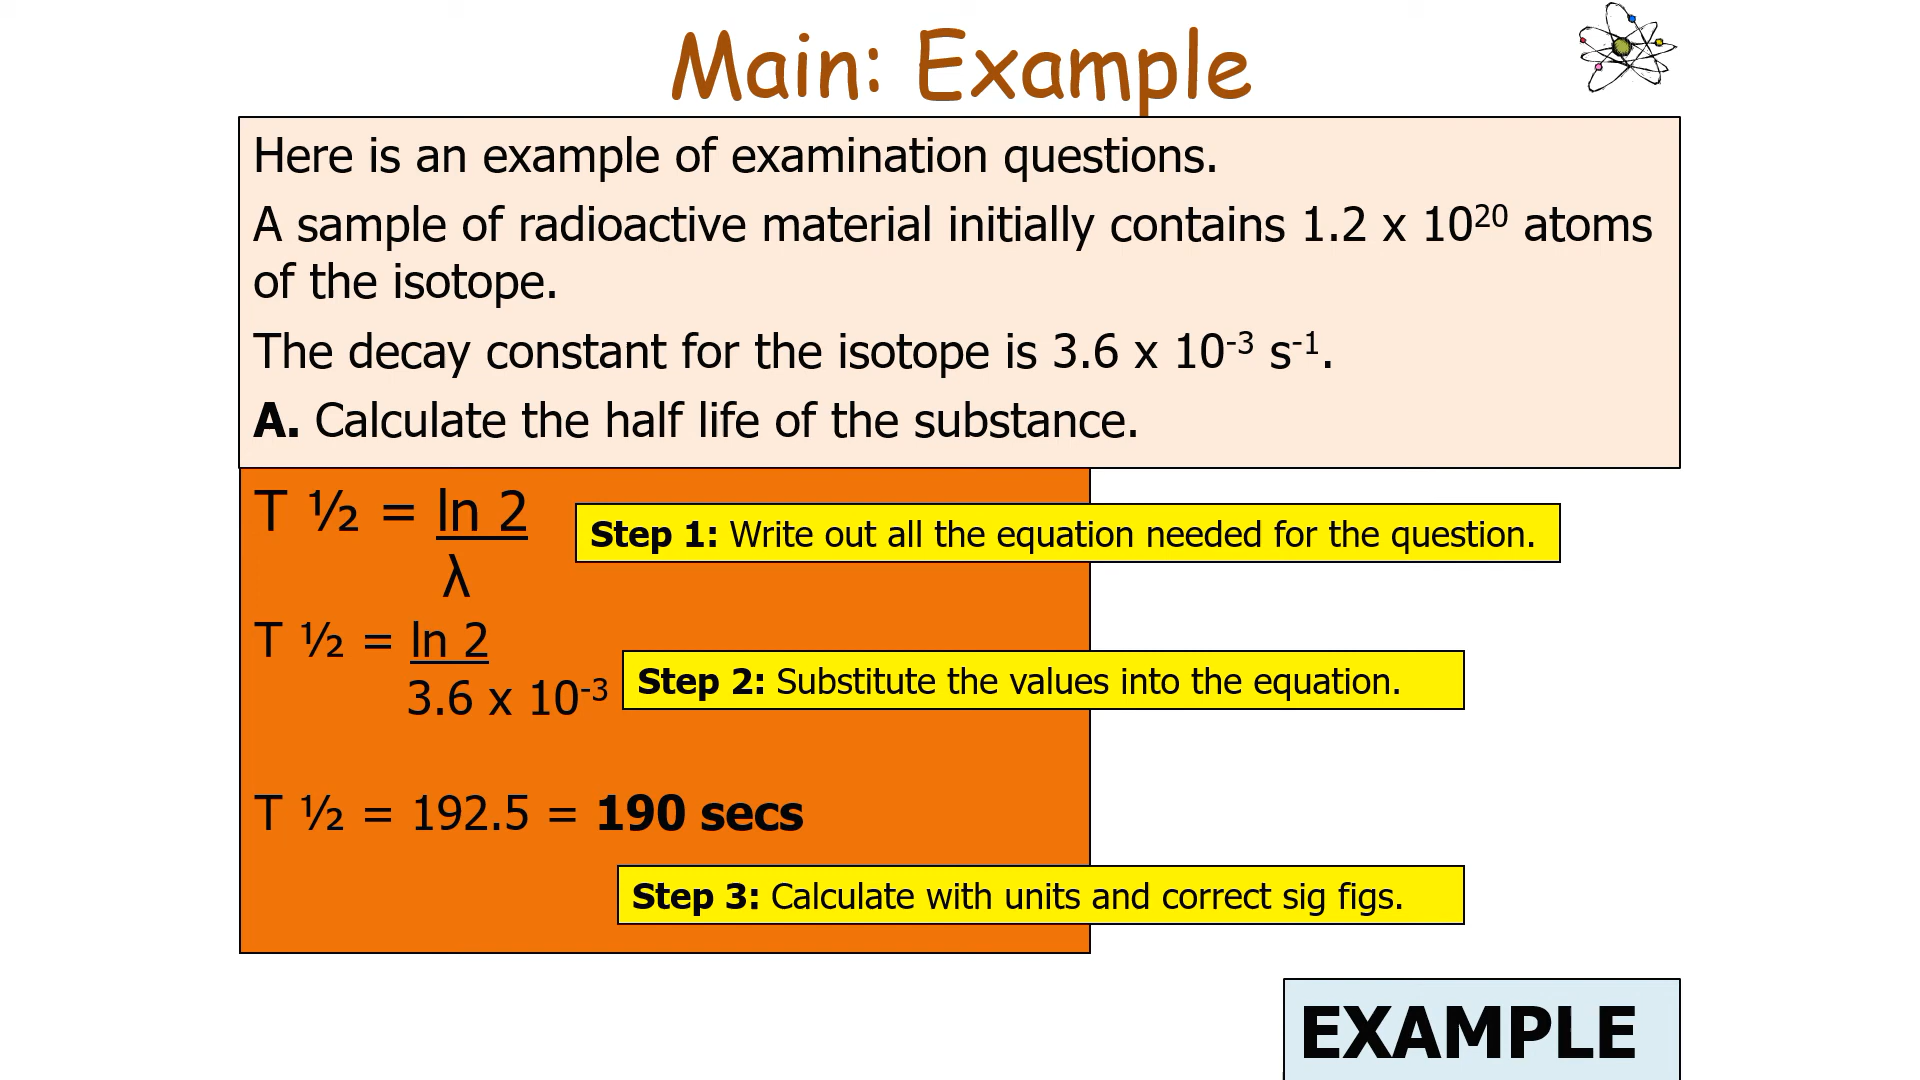 Main: Example
Here is an example of examination questions.
A sample of radioactive material initially contains 1.2 x 10²⁰ atoms
of the isotope.
The decay constant for the isotope is 3.6 x 10⁻³ s⁻¹.
A. Calculate the half life of the substance.
T ½ = ln 2
λ
Step 1: Write out all the equation needed for the question.
T ½ = ln 2
3.6 x 10⁻³
Step 2: Substitute the values into the equation.
T ½ = 192.5 = 190 secs
Step 3: Calculate with units and correct sig figs.
EXAMPLE